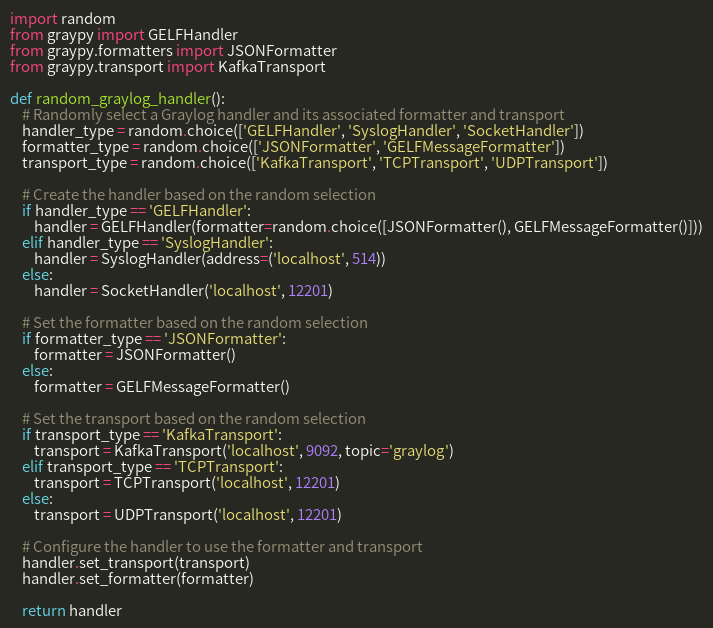 import random
from graypy import GELFHandler
from graypy.formatters import JSONFormatter
from graypy.transport import KafkaTransport

def random_graylog_handler():
    # Randomly select a Graylog handler and its associated formatter and transport
    handler_type = random.choice(['GELFHandler', 'SyslogHandler', 'SocketHandler'])
    formatter_type = random.choice(['JSONFormatter', 'GELFMessageFormatter'])
    transport_type = random.choice(['KafkaTransport', 'TCPTransport', 'UDPTransport'])

    # Create the handler based on the random selection
    if handler_type == 'GELFHandler':
        handler = GELFHandler(formatter=random.choice([JSONFormatter(), GELFMessageFormatter()]))
    elif handler_type == 'SyslogHandler':
        handler = SyslogHandler(address=('localhost', 514))
    else:
        handler = SocketHandler('localhost', 12201)

    # Set the formatter based on the random selection
    if formatter_type == 'JSONFormatter':
        formatter = JSONFormatter()
    else:
        formatter = GELFMessageFormatter()

    # Set the transport based on the random selection
    if transport_type == 'KafkaTransport':
        transport = KafkaTransport('localhost', 9092, topic='graylog')
    elif transport_type == 'TCPTransport':
        transport = TCPTransport('localhost', 12201)
    else:
        transport = UDPTransport('localhost', 12201)

    # Configure the handler to use the formatter and transport
    handler.set_transport(transport)
    handler.set_formatter(formatter)

    return handler